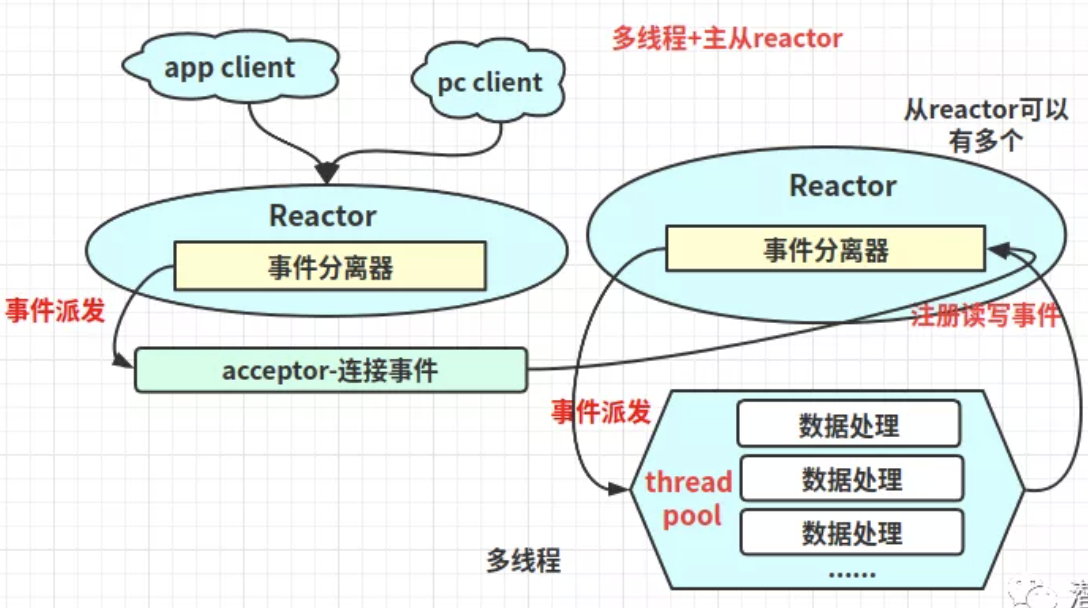 多线程+主从reactor
app client
pc client
从reactor可以
有多个
Reactor
事件分离器
Reactor
事件分离器
事件派发
注册读写事件
acceptor-连接事件
事件派发
thread
pool
数据处理
数据处理
数据处理
......
多线程